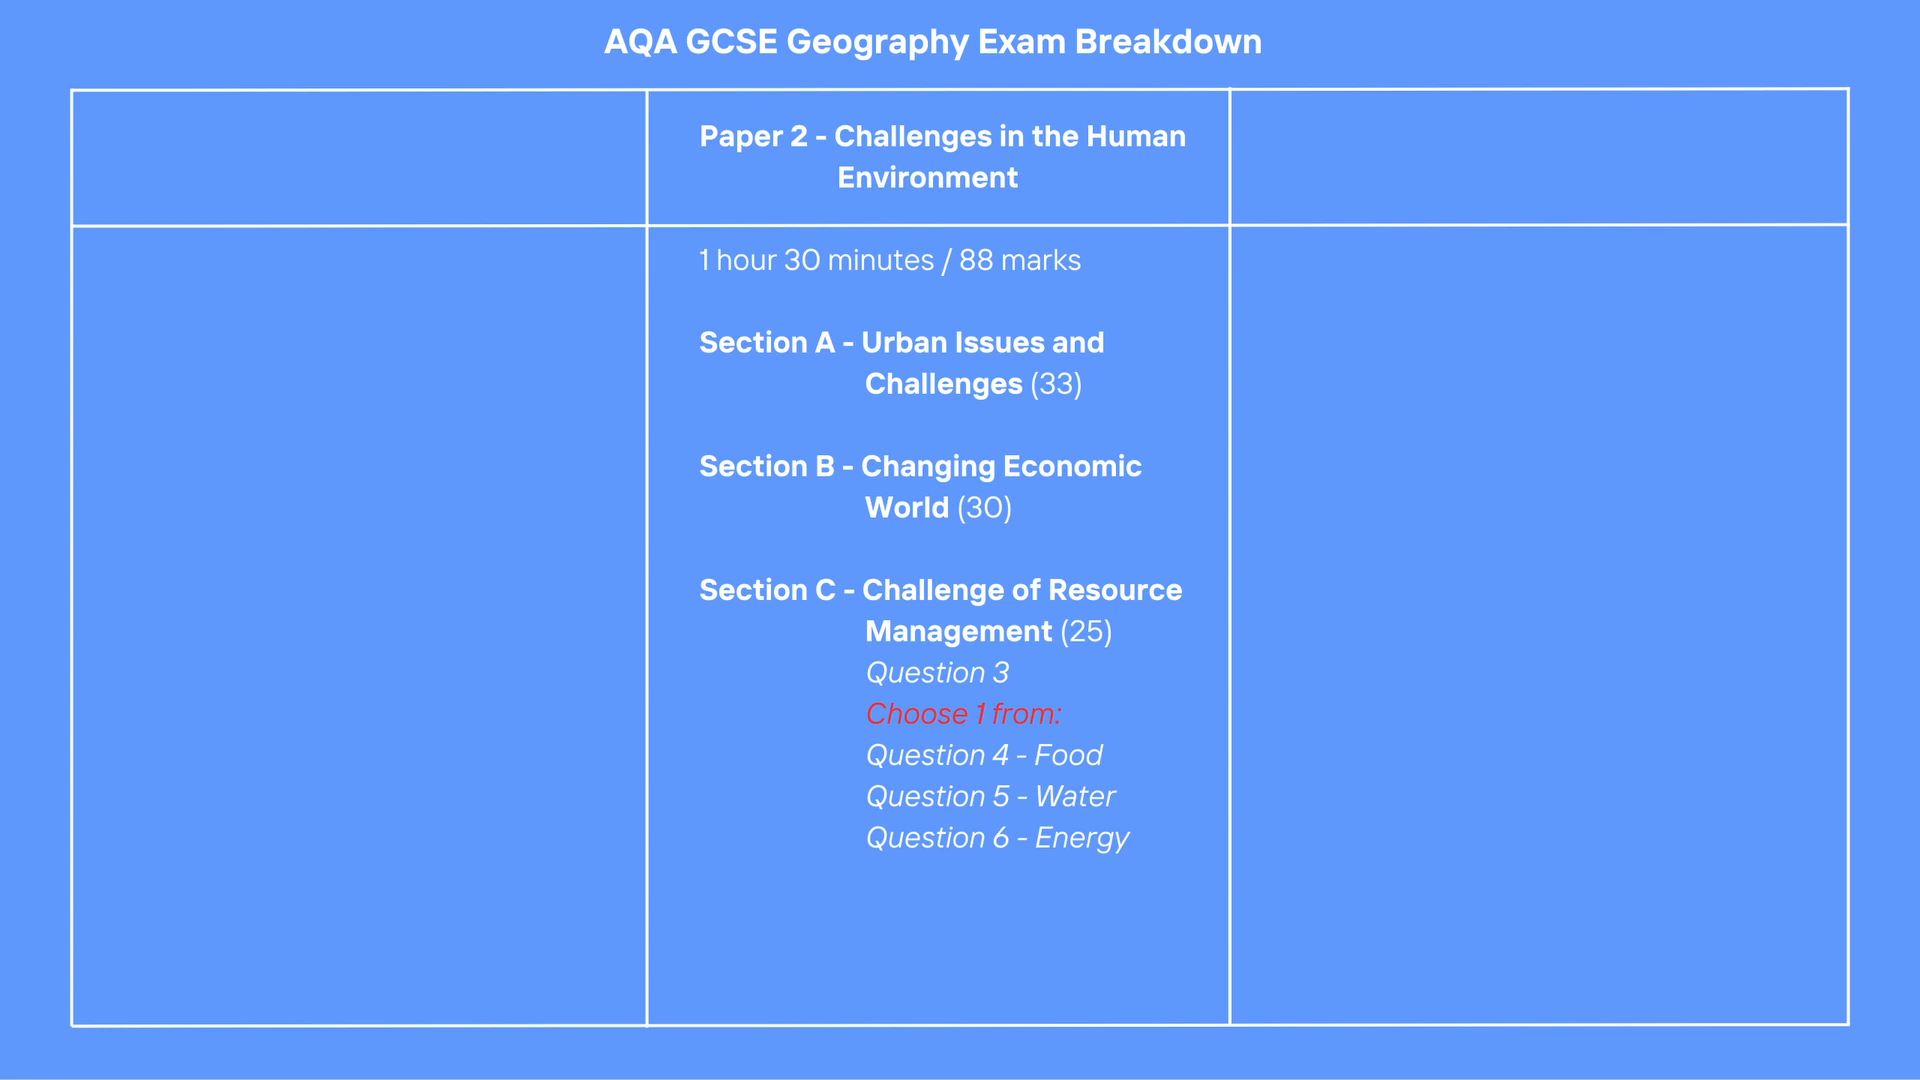 AQA GCSE Geography Exam Breakdown
Paper 2 - Challenges in the Human
Environment
1 hour 30 minutes / 88 marks
Section A - Urban Issues and
Challenges (33)
Section B - Changing Economic
World (30)
Section C - Challenge of Resource
Management (25)
Question 3
Choose 1 from:
Question 4 - Food
Question 5 - Water
Question 6 - Energy